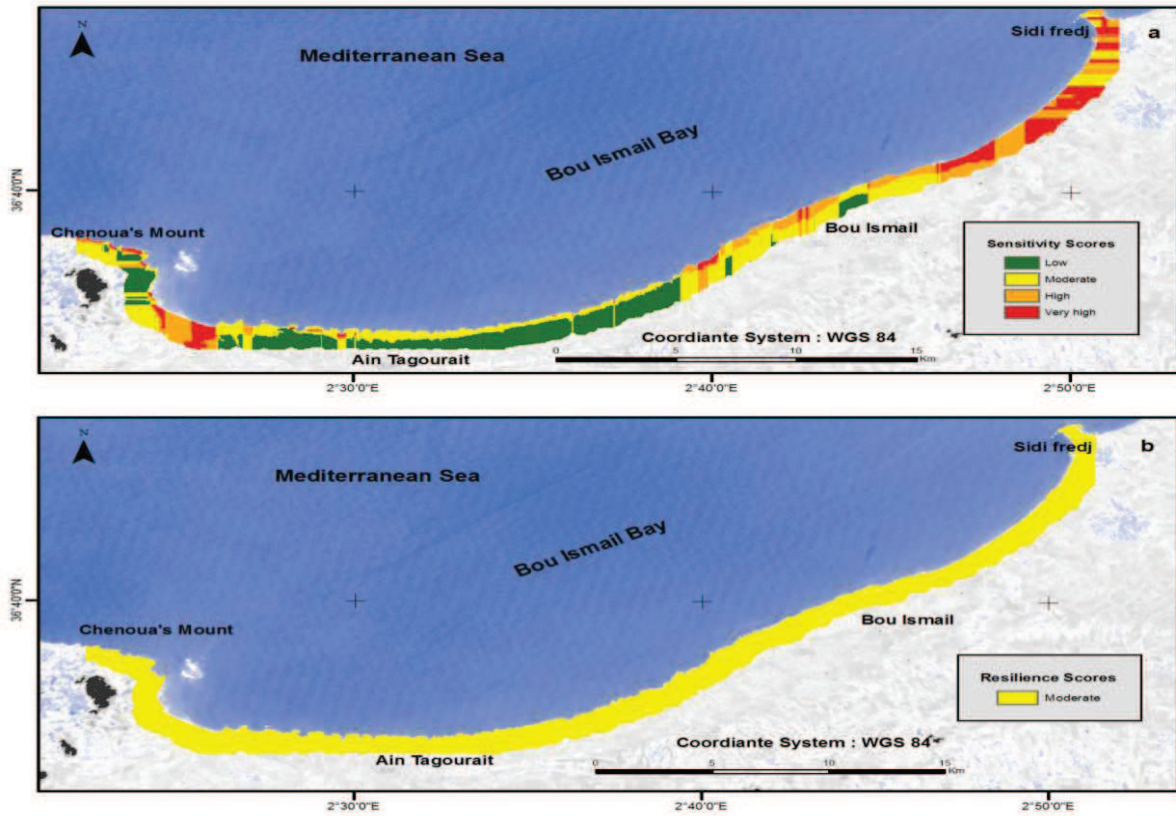 N
Mediterranean Sea
Sidi fredj
a
Bou Ismail Bay
36°40'0"N
Chenoua's Mount
Bou Ismail
Sensitivity Scores
Low
Moderate
High
Very high
Ain Tagourait
Coordiante System : WGS 84
0 5 10 15
Km
2°30'0"E 2°40'0"E 2°50'0"E
N
Mediterranean Sea
Sidi fredj
b
Bou Ismail Bay
36°40'0"N
Chenoua's Mount
Bou Ismail
Resilience Scores
Moderate
Ain Tagourait
Coordiante System : WGS 84
0 5 10 15
Km
2°30'0"E 2°40'0"E 2°50'0"E